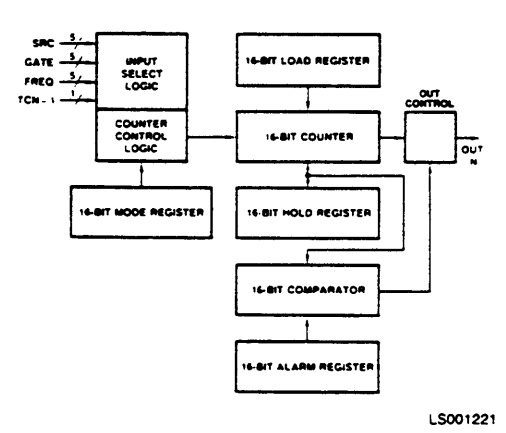 SRC 5
GATE 5
FREQ 5
TCN - 1 1
INPUT
SELECT
LOGIC
COUNTER
CONTROL
LOGIC
16-BIT MODE REGISTER
16-BIT LOAD REGISTER
16-BIT COUNTER
16-BIT HOLD REGISTER
16-BIT COMPARATOR
16-BIT ALARM REGISTER
OUT
CONTROL
OUT
N
LS001221